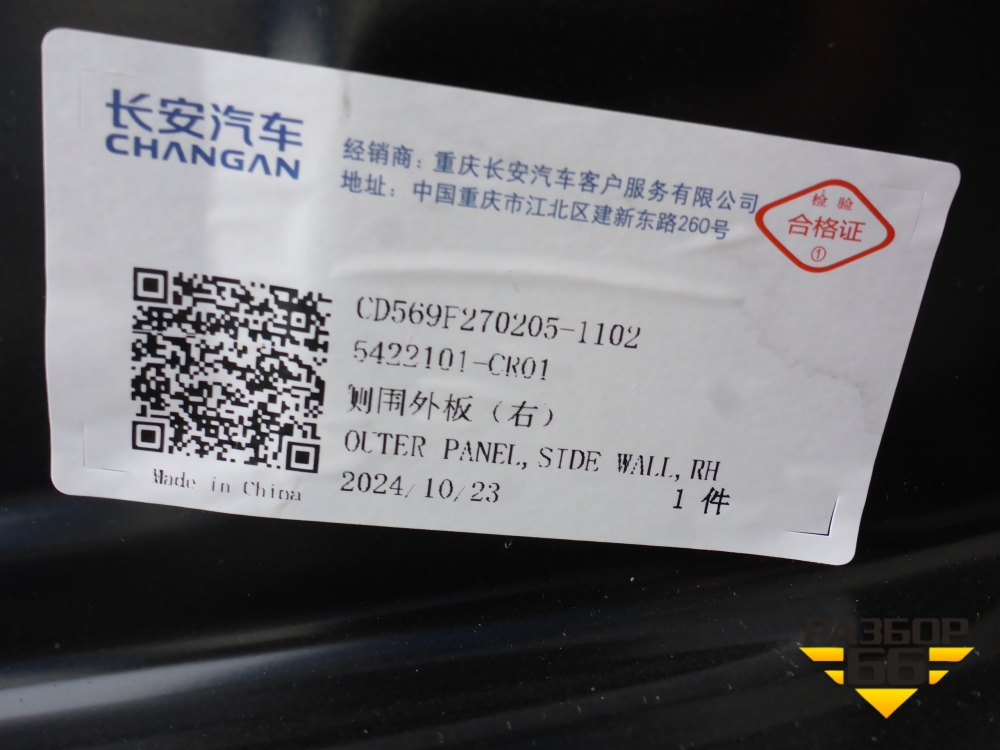 长安汽车
CHANGAN
经销商：重庆长安汽车客户服务有限公司
地址：中国重庆市江北区建新东路260号
检验
合格证
①
CD569F270205-1102
5422101-CR01
侧围外板（右）
OUTER PANEL, SIDE WALL, RH
2024/10/23
1 件
Made in China
РАЗБОР
66